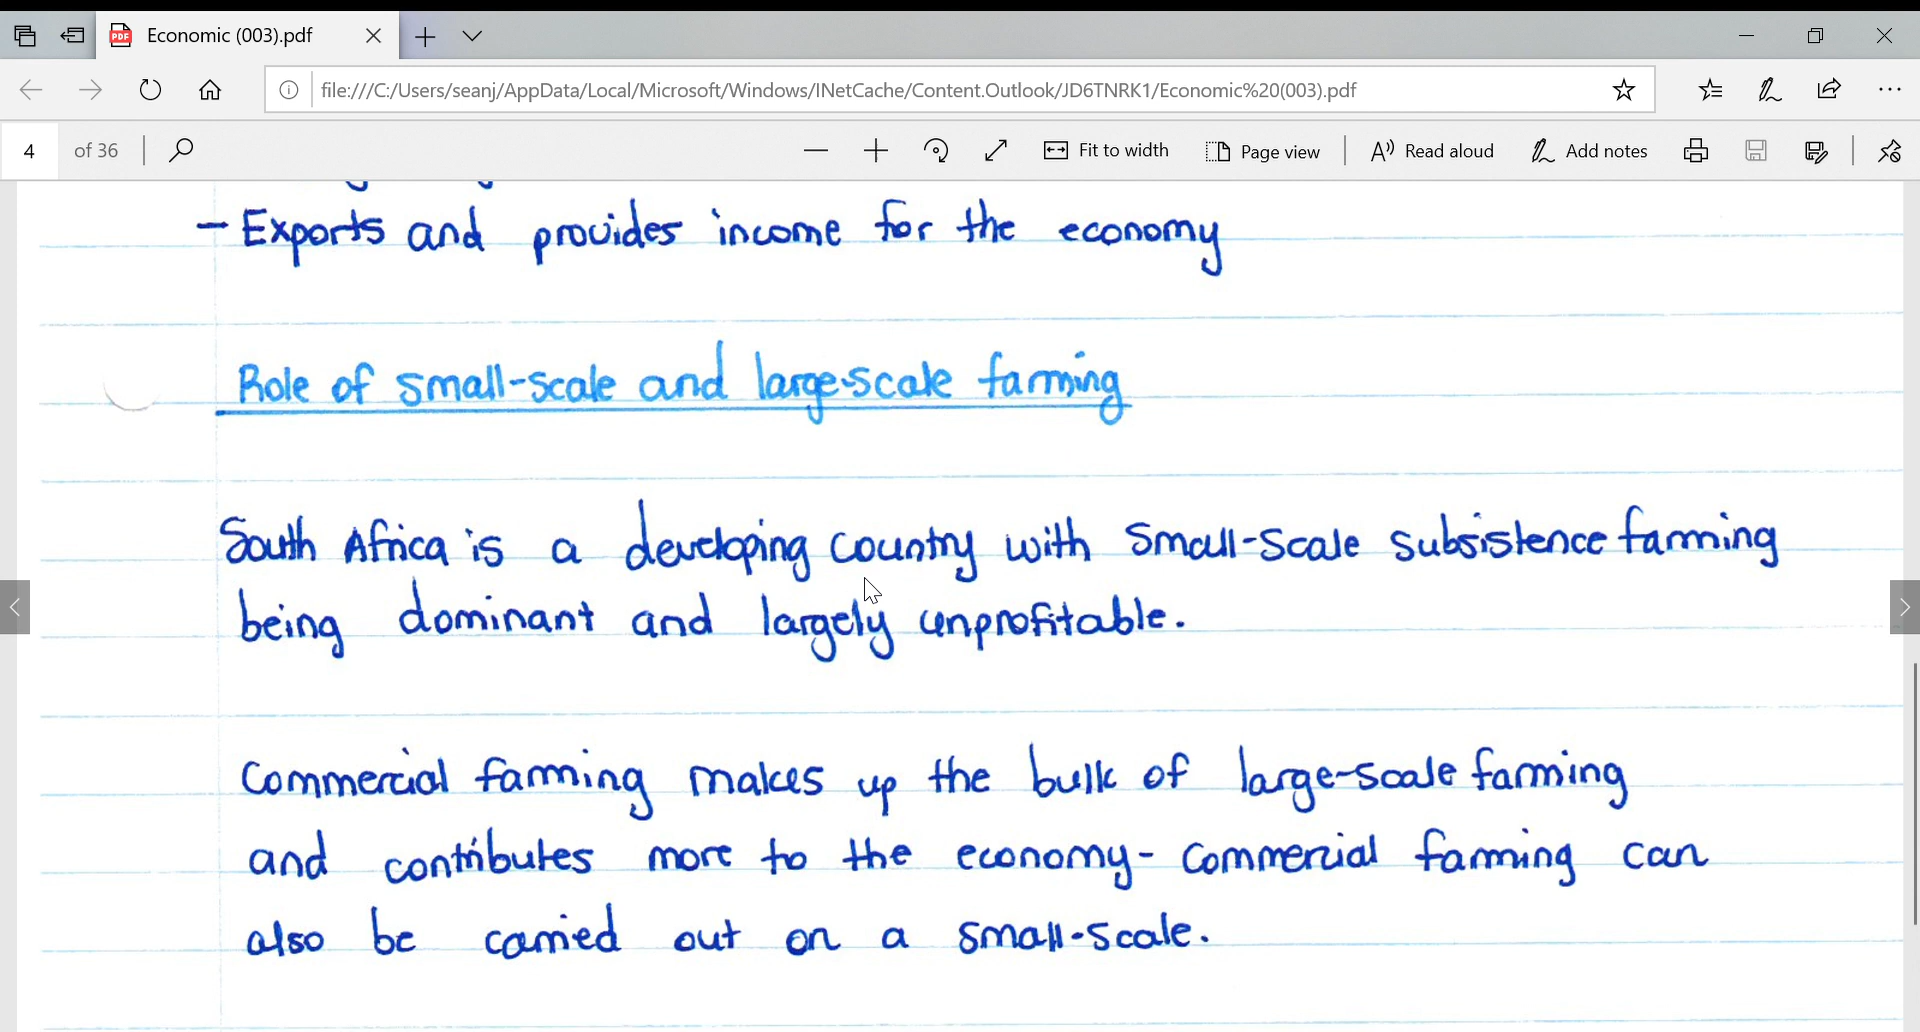 Economic (003).pdf
file:///C:/Users/seanj/AppData/Local/Microsoft/Windows/INetCache/Content.Outlook/JD6TNRK1/Economic%20(003).pdf
4 of 36 Fit to width Page view Read aloud Add notes
- Exports and provides income for the economy
Role of small-scale and large-scale farming
South Africa is a developing country with small-scale subsistence farming
being dominant and largely unprofitable.
Commercial farming makes up the bulk of large-scale farming
and contributes more to the economy - commercial farming can
also be carried out on a small-scale.